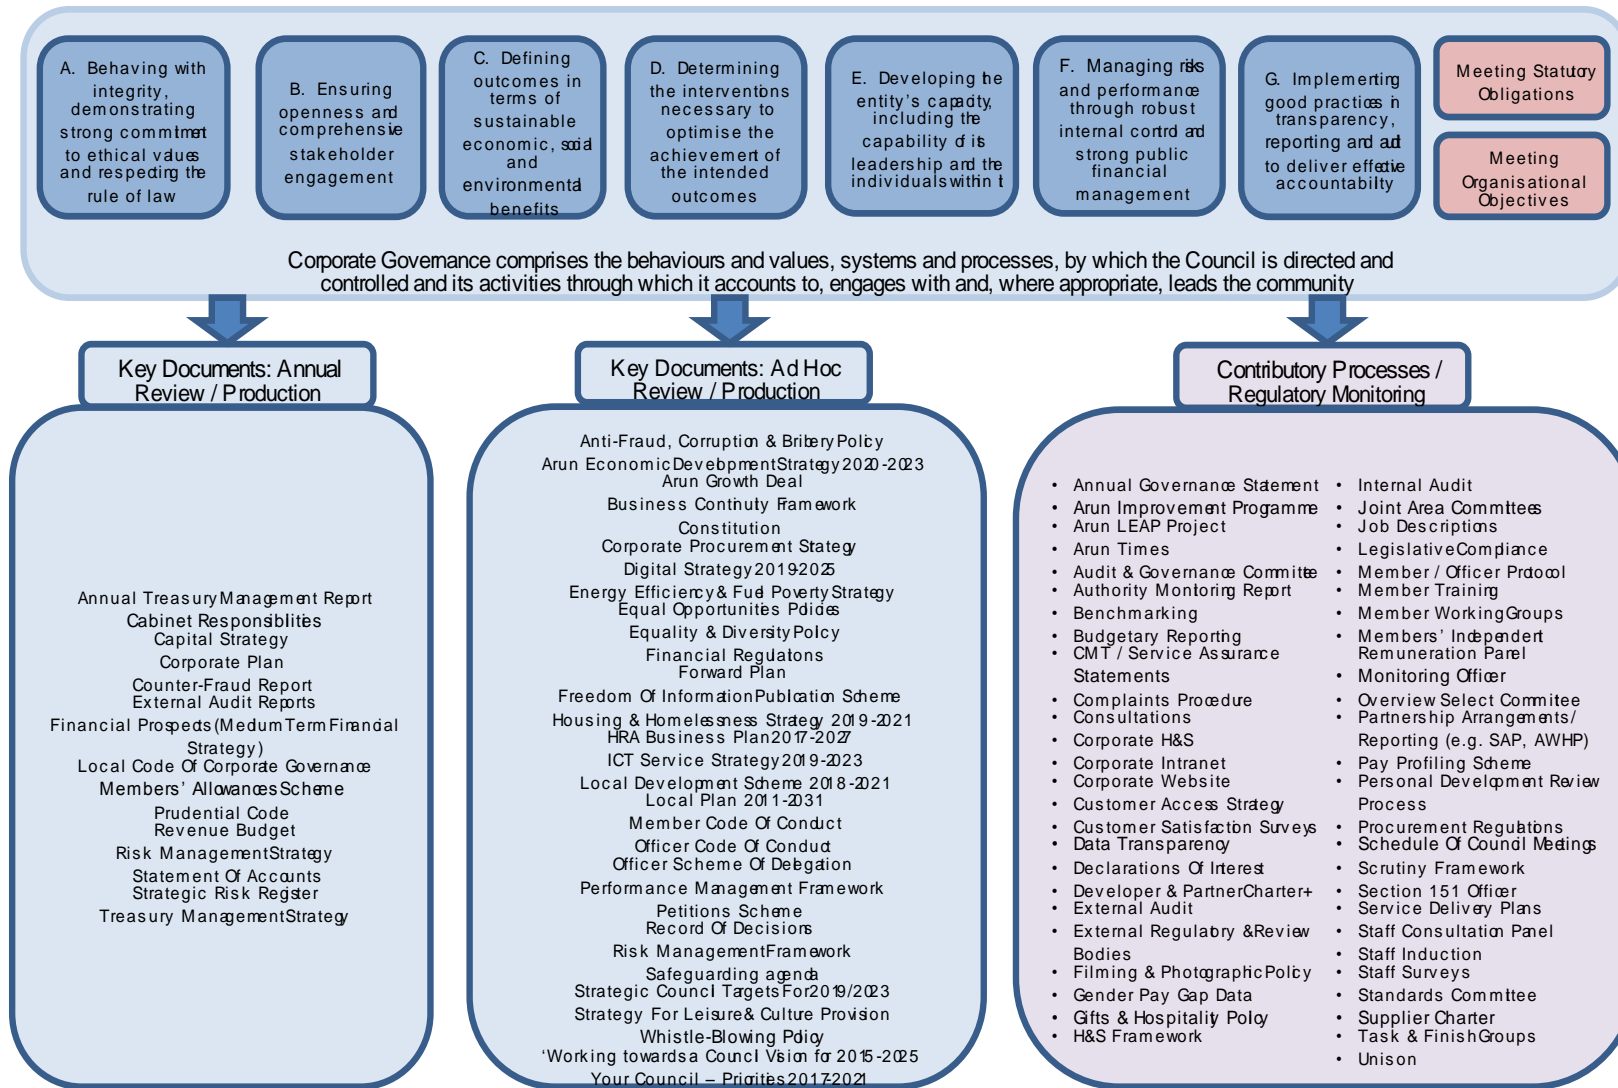 A. Behaving with
integrity,
demonstrating
strong commitment
to ethical values
and respecting the
rule of law
B. Ensuring
openness and
comprehensive
stakeholder
engagement
C. Defining
outcomes in
terms of
sustainable
economic, social
and
environmental
benefits
D. Determining
the interventions
necessary to
optimise the
achievement of
the intended
outcomes
E. Developing the
entity's capacity,
including the
capability of its
leadership and the
individuals within it
F. Managing risks
and performance
through robust
internal control and
strong public
financial
management
G. Implementing
good practices in
transparency,
reporting and audit
to deliver effective
accountability
Meeting Statutory
Obligations
Meeting
Organisational
Objectives
Corporate Governance comprises the behaviours and values, systems and processes, by which the Council is directed and
controlled and its activities through which it accounts to, engages with and, where appropriate, leads the community
Key Documents: Annual
Review / Production
Annual Treasury Management Report
Cabinet Responsibilities
Capital Strategy
Corporate Plan
Counter-Fraud Report
External Audit Reports
Financial Prospects (Medium Term Financial
Strategy)
Local Code Of Corporate Governance
Members' Allowances Scheme
Prudential Code
Revenue Budget
Risk Management Strategy
Statement Of Accounts
Strategic Risk Register
Treasury Management Strategy
Key Documents: Ad Hoc
Review / Production
Anti-Fraud, Corruption & Bribery Policy
Arun Economic Development Strategy 2020-2023
Arun Growth Deal
Business Continuity Framework
Constitution
Corporate Procurement Strategy
Digital Strategy 2019-2025
Energy Efficiency & Fuel Poverty Strategy
Equal Opportunities Policies
Equality & Diversity Policy
Financial Regulations
Forward Plan
Freedom Of Information Publication Scheme
Housing & Homelessness Strategy 2019-2021
HRA Business Plan 2017-2027
ICT Service Strategy 2019-2023
Local Development Scheme 2018-2021
Local Plan 2011-2031
Member Code Of Conduct
Officer Code Of Conduct
Officer Scheme Of Delegation
Performance Management Framework
Petitions Scheme
Record Of Decisions
Risk Management Framework
Safeguarding agenda
Strategic Council Targets For 2019/2023
Strategy For Leisure & Culture Provision
Whistle-Blowing Policy
'Working towards a Council Vision for 2015-2025
Your Council – Priorities 2017-2021
Contributory Processes /
Regulatory Monitoring
• Annual Governance Statement
• Arun Improvement Programme
• Arun LEAP Project
• Arun Times
• Audit & Governance Committee
• Authority Monitoring Report
• Benchmarking
• Budgetary Reporting
• CMT / Service Assurance
Statements
• Complaints Procedure
• Consultations
• Corporate H&S
• Corporate Intranet
• Corporate Website
• Customer Access Strategy
• Customer Satisfaction Surveys
• Data Transparency
• Declarations Of Interest
• Developer & Partner Charter+
• External Audit
• External Regulatory & Review
Bodies
• Filming & Photographic Policy
• Gender Pay Gap Data
• Gifts & Hospitality Policy
• H&S Framework
• Internal Audit
• Joint Area Committees
• Job Descriptions
• Legislative Compliance
• Member / Officer Protocol
• Member Training
• Member Working Groups
• Members' Independent
Remuneration Panel
• Monitoring Officer
• Overview Select Committee
• Partnership Arrangements /
Reporting (e.g. SAP, AWHP)
• Pay Profiling Scheme
• Personal Development Review
Process
• Procurement Regulations
• Schedule Of Council Meetings
• Scrutiny Framework
• Section 151 Officer
• Service Delivery Plans
• Staff Consultation Panel
• Staff Induction
• Staff Surveys
• Standards Committee
• Supplier Charter
• Task & Finish Groups
• Unison